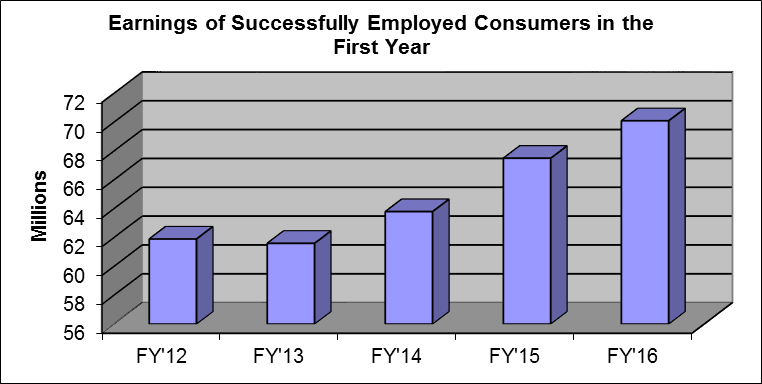 Earnings of Successfully Employed Consumers in the
First Year
72
70
68
66
64
62
60
58
56
Millions
FY'12 FY'13 FY'14 FY'15 FY'16